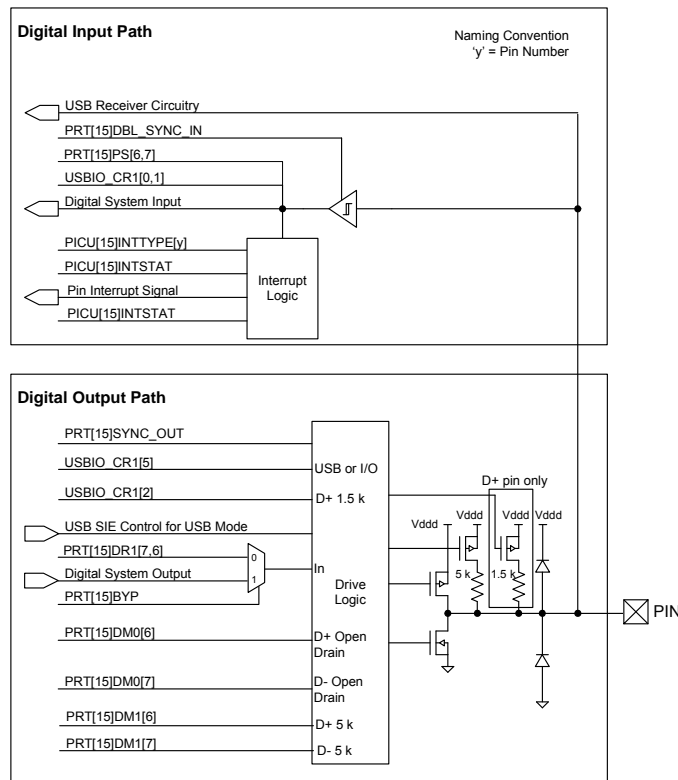 Digital Input Path
Naming Convention
‘y’ = Pin Number
USB Receiver Circuitry
PRT[15]DBL_SYNC_IN
PRT[15]PS[6,7]
USBIO_CR1[0,1]
Digital System Input
PICU[15]INTTYPE[y]
PICU[15]INTSTAT
Pin Interrupt Signal
PICU[15]INTSTAT
Interrupt
Logic
Digital Output Path
PRT[15]SYNC_OUT
USBIO_CR1[5]
USB or I/O
USBIO_CR1[2]
D+ 1.5 k
D+ pin only
Vddd
Vddd
Vddd
Vddd
USB SIE Control for USB Mode
PRT[15]DR1[7,6]
0
Digital System Output
1
In
PRT[15]BYP
Drive
Logic
5 k
1.5 k
PIN
PRT[15]DM0[6]
D+ Open
Drain
PRT[15]DM0[7]
D- Open
Drain
PRT[15]DM1[6]
D+ 5 k
PRT[15]DM1[7]
D- 5 k